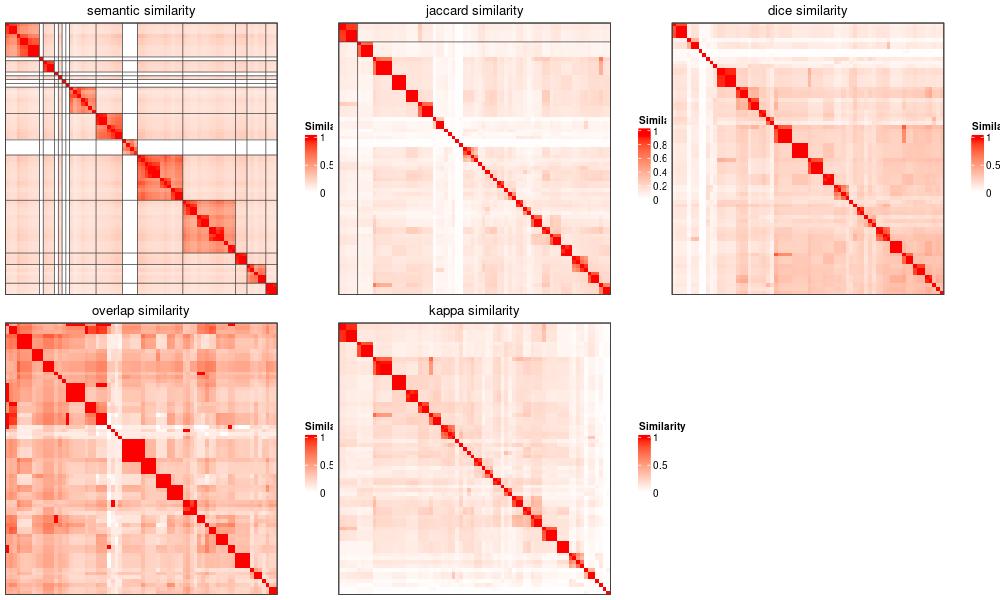 semantic similarity
jaccard similarity
dice similarity
Simila
1
0.5
0
Simila
1
0.8
0.6
0.4
0.2
0
Simila
1
0.5
0
overlap similarity
kappa similarity
Simila
1
0.5
0
Similarity
1
0.5
0